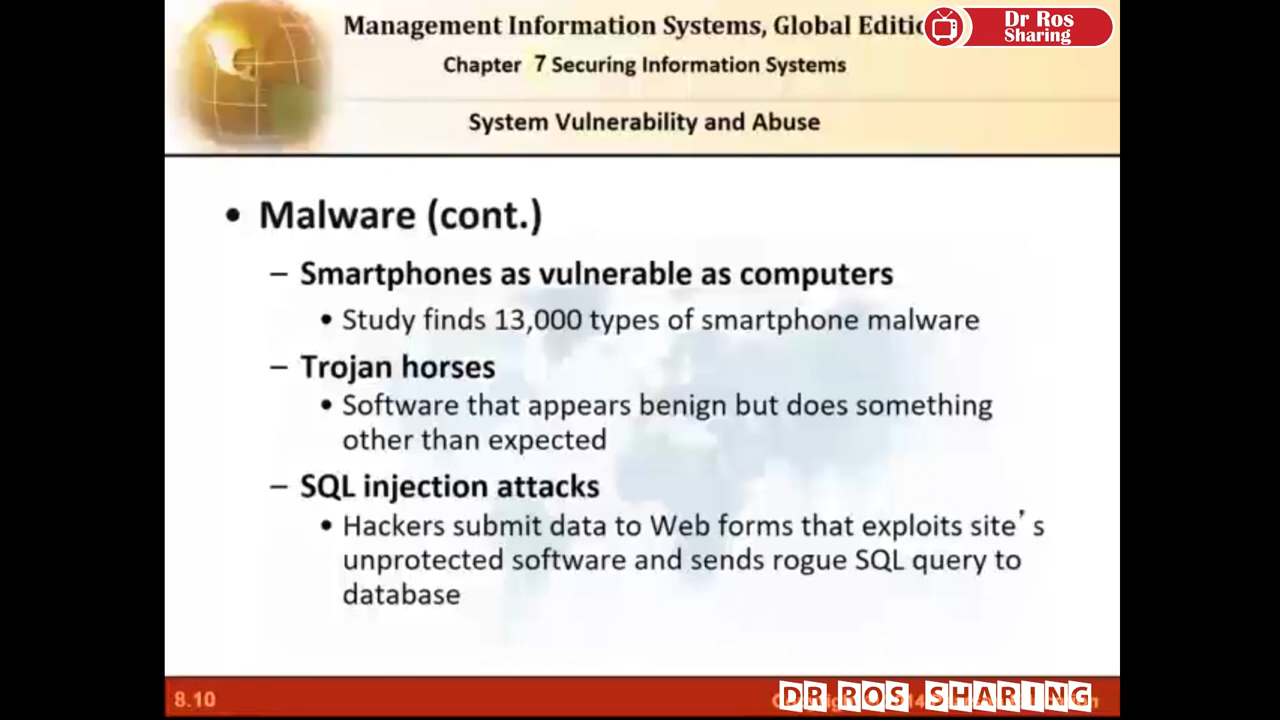 Management Information Systems, Global Editio
Dr Ros
Sharing
Chapter 7 Securing Information Systems
System Vulnerability and Abuse
• Malware (cont.)
– Smartphones as vulnerable as computers
• Study finds 13,000 types of smartphone malware
– Trojan horses
• Software that appears benign but does something
other than expected
– SQL injection attacks
• Hackers submit data to Web forms that exploits site's
unprotected software and sends rogue SQL query to
database
8.10
DR ROS SHARING